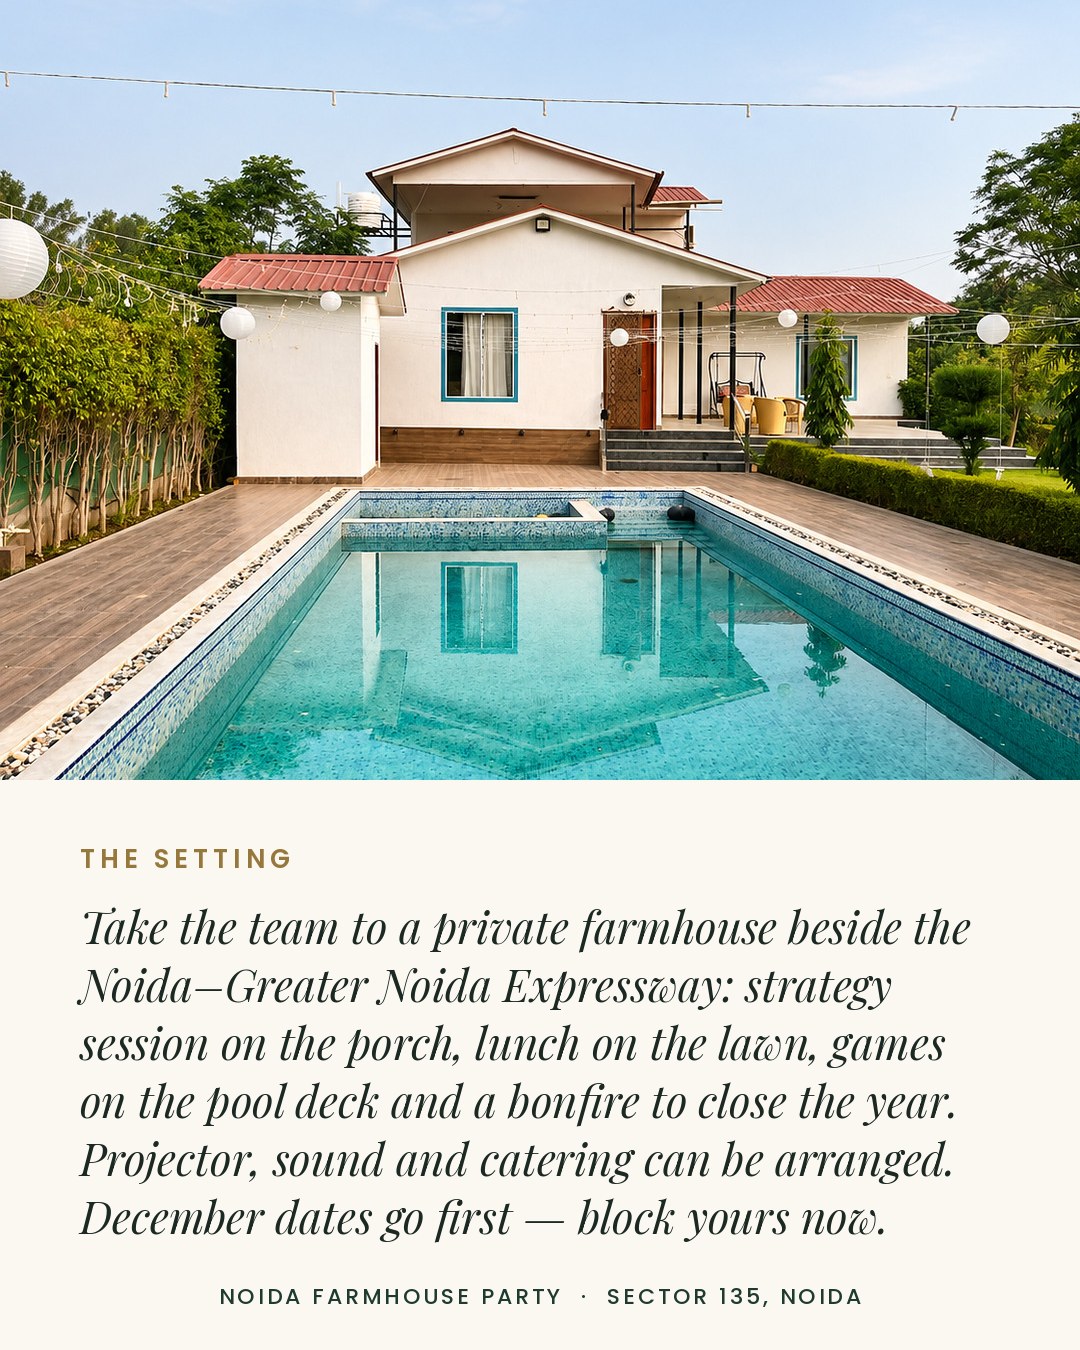 THE SETTING
Take the team to a private farmhouse beside the
Noida—Greater Noida Expressway: strategy
session on the porch, lunch on the lawn, games
on the pool deck and a bonfire to close the year.
Projector, sound and catering can be arranged.
December dates go first — block yours now.
NOIDA FARMHOUSE PARTY · SECTOR 135, NOIDA